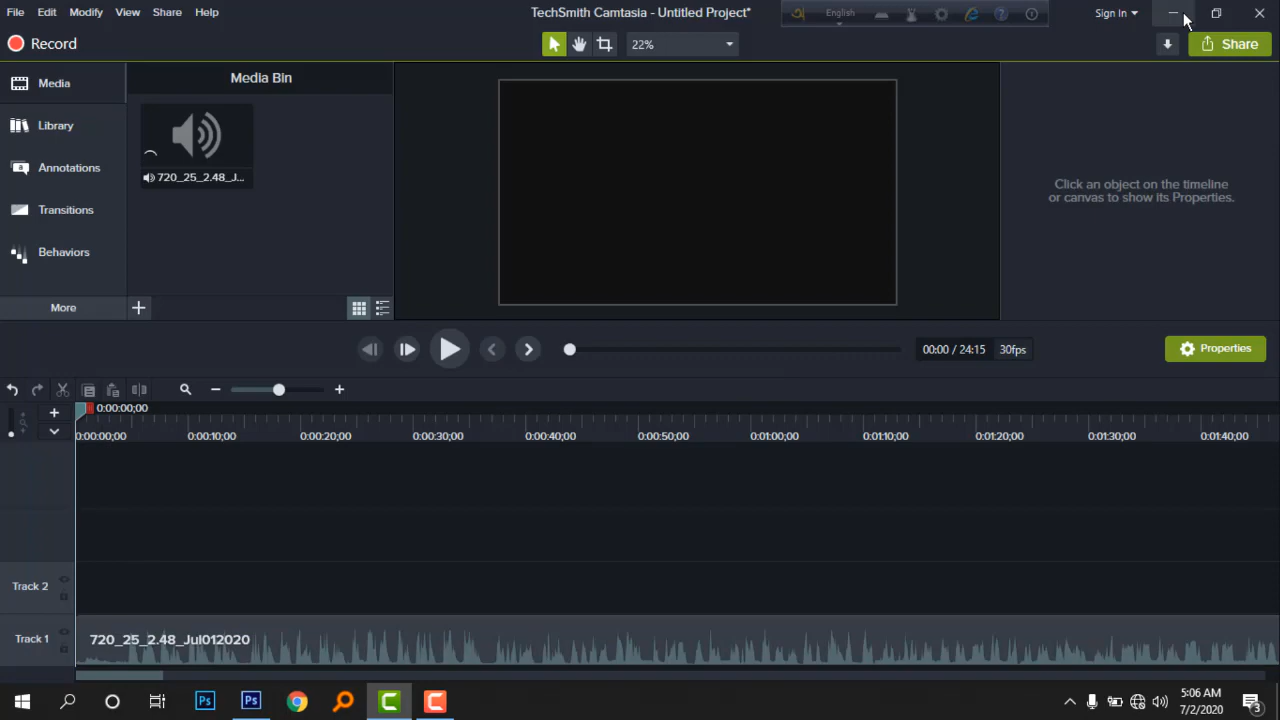 File Edit Modify View Share Help
TechSmith Camtasia - Untitled Project*
English
Sign In
Record
22%
Share
Media
Library
Annotations
Transitions
Behaviors
More
Media Bin
720_25_2.48_J...
Click an object on the timeline
or canvas to show its Properties.
00:00 / 24:15 30fps
Properties
0:00:00;00
0:00:00;00 0:00:10;00 0:00:20;00 0:00:30;00 0:00:40;00 0:00:50;00 0:01:00;00 0:01:10;00 0:01:20;00 0:01:30;00 0:01:40;00
Track 2
Track 1
720_25_2.48_Jul012020
5:06 AM
7/2/2020
3